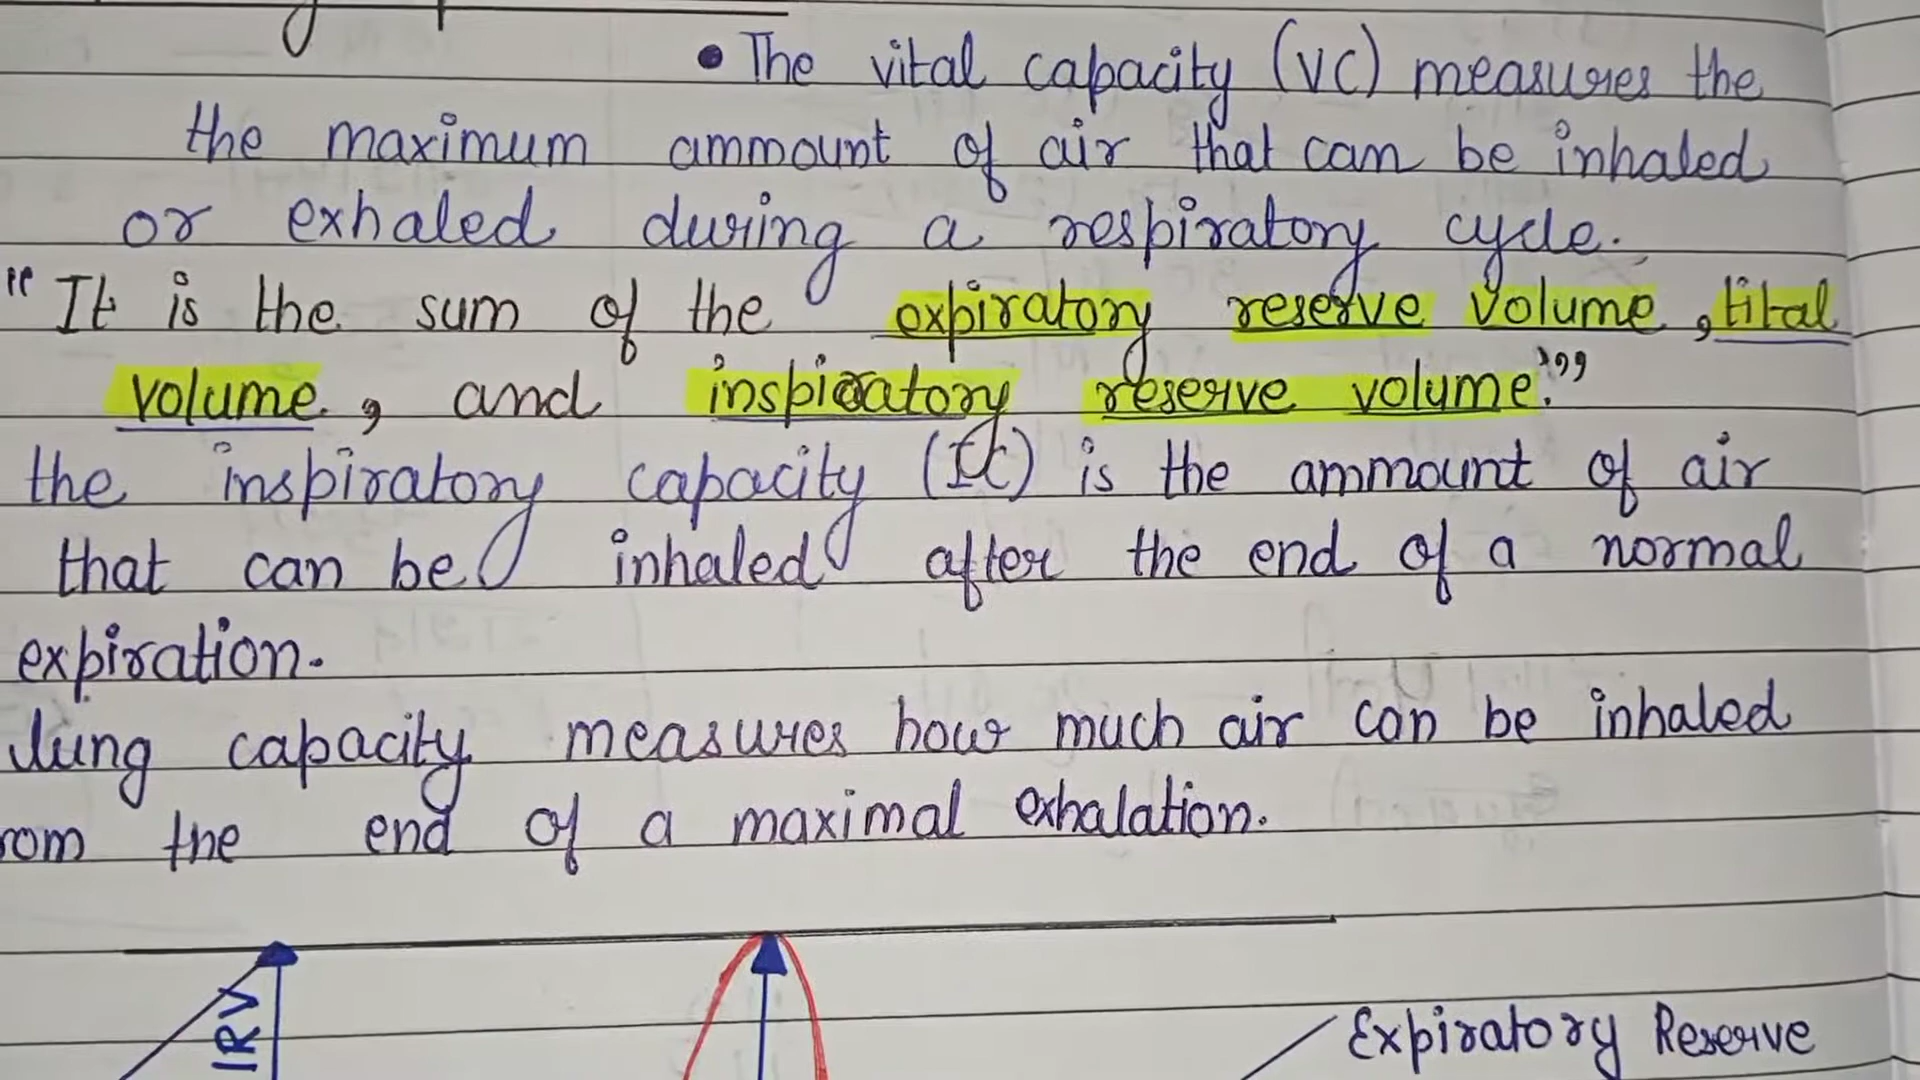 • The vital capacity (VC) measures the
the maximum ammount of air that can be inhaled
or exhaled during a respiratory cycle.
"It is the sum of the expiratory reserve volume, tital
volume, and inspiratory reserve volume."
the inspiratory capacity (IC) is the ammount of air
that can be inhaled after the end of a normal
expiration.
lung capacity measures how much air can be inhaled
rom the end of a maximal exhalation.
IRV
Expiratory Reserve